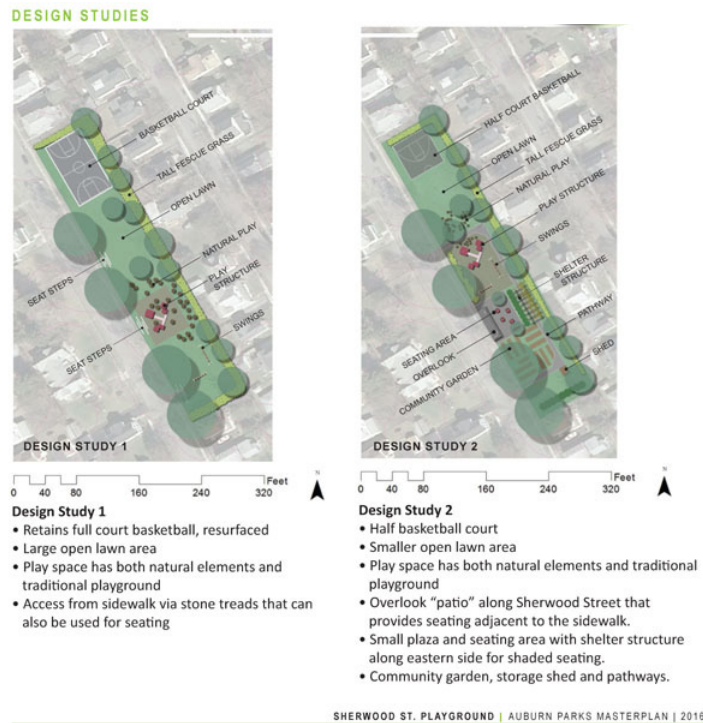 DESIGN STUDIES
BASKETBALL COURT
TALL FESCUE GRASS
OPEN LAWN
NATURAL PLAY
PLAY
STRUCTURE
SWINGS
SEAT STEPS
SEAT STEPS
DESIGN STUDY 1
HALF COURT BASKETBALL
OPEN LAWN
TALL FESCUE GRASS
NATURAL PLAY
PLAY STRUCTURE
SWINGS
SHELTER
STRUCTURE
PATHWAY
SHED
SEATING AREA
OVERLOOK
COMMUNITY GARDEN
DESIGN STUDY 2
0 40 80 160 240 320 Feet
N
0 40 80 160 240 320 Feet
N
Design Study 1
• Retains full court basketball, resurfaced
• Large open lawn area
• Play space has both natural elements and
traditional playground
• Access from sidewalk via stone treads that can
also be used for seating
Design Study 2
• Half basketball court
• Smaller open lawn area
• Play space has both natural elements and traditional
playground
• Overlook “patio” along Sherwood Street that
provides seating adjacent to the sidewalk.
• Small plaza and seating area with shelter structure
along eastern side for shaded seating.
• Community garden, storage shed and pathways.
SHERWOOD ST. PLAYGROUND | AUBURN PARKS MASTERPLAN | 2016